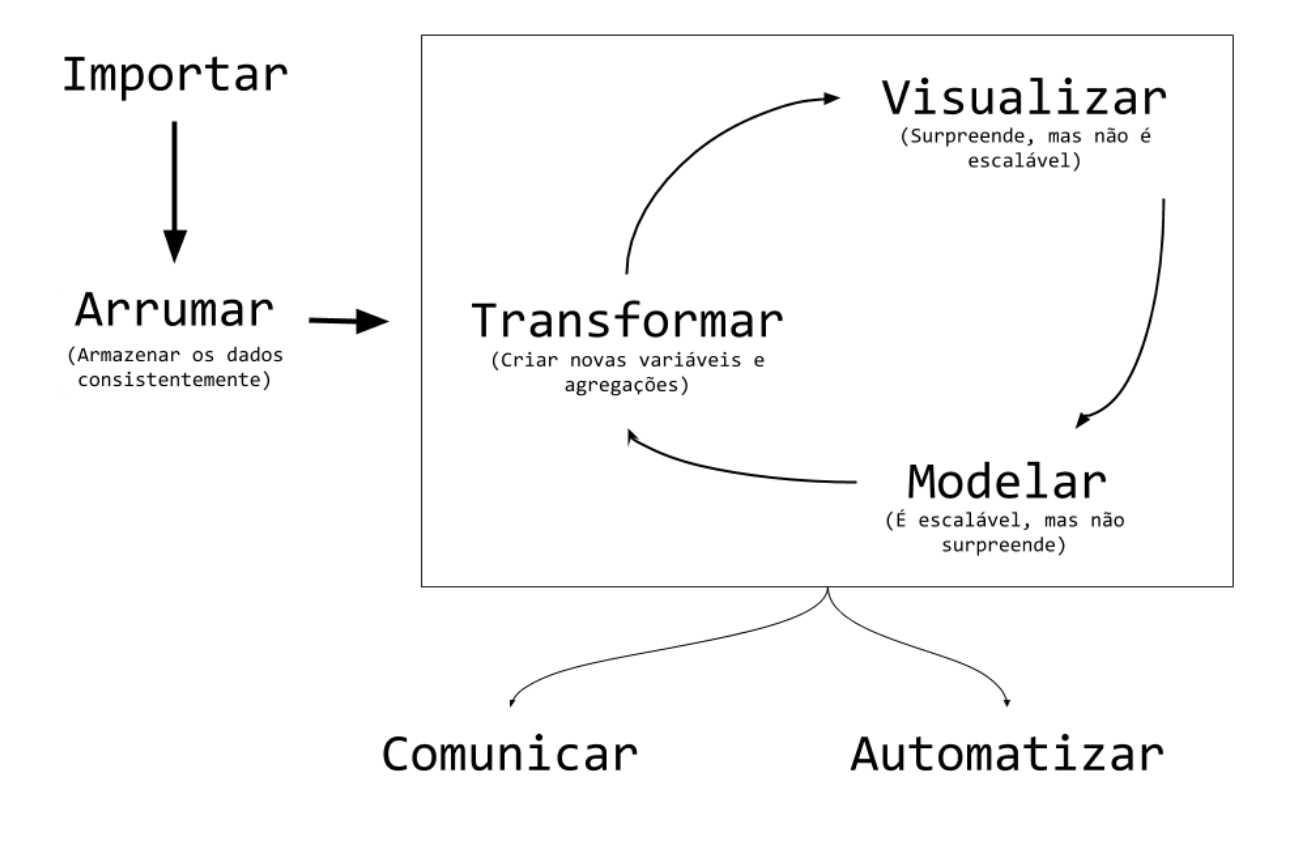 Importar
Arrumar
(Armazenar os dados
consistentemente)
Transformar
(Criar novas variáveis e
agregações)
Visualizar
(Surpreende, mas não é
escalável)
Modelar
(É escalável, mas não
surpreende)
Comunicar
Automatizar